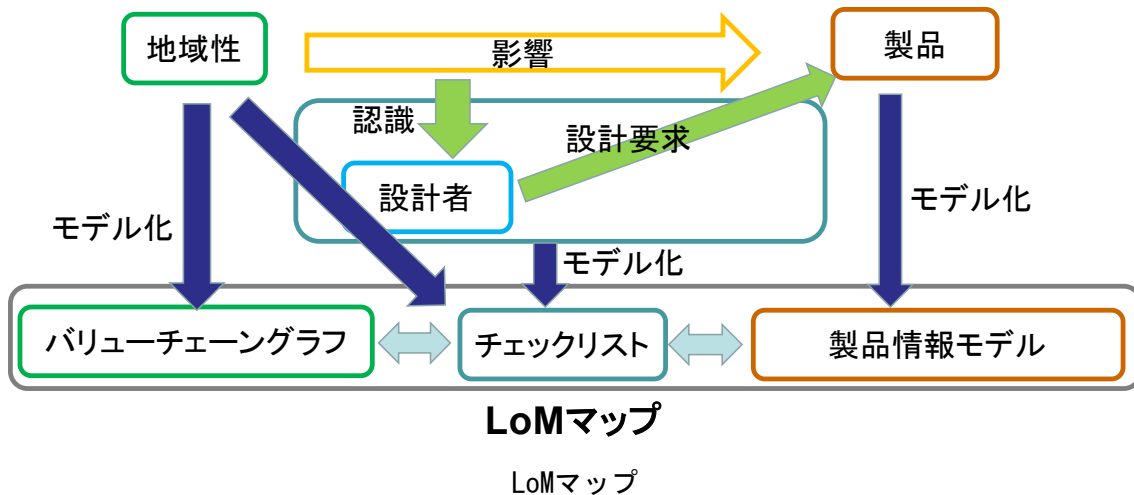 地域性
影響
製品
認識
設計要求
設計者
モデル化
モデル化
モデル化
バリューチェーングラフ
チェックリスト
製品情報モデル
LoMマップ
LoMマップ